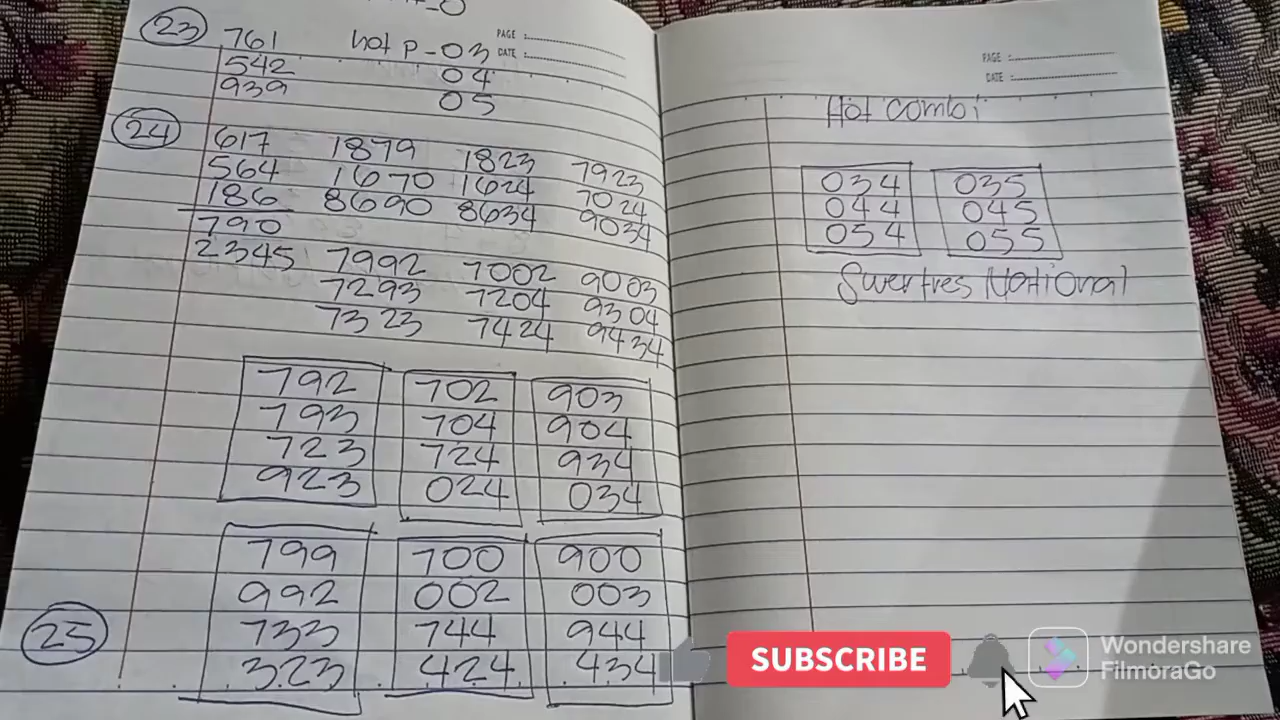 23 761 hot p-03
PAGE :
DATE :
542 04
939 05
24 617 1879 1823 7923
564 1670 1624 7024
186 8690 8634 9034
790
2345 7992 7002 9003
7293 7204 9304
7323 7424 9434
792 702 903
793 704 904
723 724 934
923 024 034
799 700 900
992 002 003
25 733 744 944
323 424 434
PAGE :
DATE :
Hot combi
034 035
044 045
054 055
Swertres National
SUBSCRIBE
Wondershare
FilmoraGo